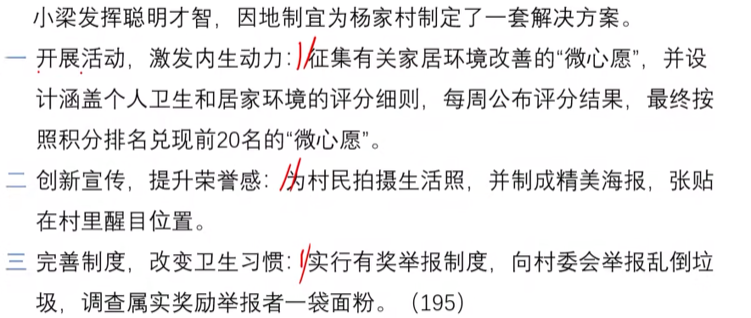 小梁发挥聪明才智，因地制宜为杨家村制定了一套解决方案。
一 开展活动，激发内生动力：征集有关家居环境改善的“微心愿”，并设
计涵盖个人卫生和居家环境的评分细则，每周公布评分结果，最终按
照积分排名兑现前20名的“微心愿”。
二 创新宣传，提升荣誉感：为村民拍摄生活照，并制成精美海报，张贴
在村里醒目位置。
三 完善制度，改变卫生习惯：实行有奖举报制度，向村委会举报乱倒垃
圾，调查属实奖励举报者一袋面粉。（195）